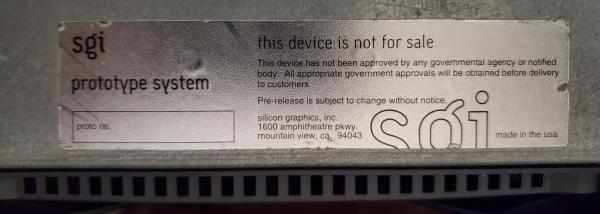 sgi
prototype system
proto no.
this device is not for sale
This device has not been approved by any governmental agency or notified
body. All appropriate government approvals will be obtained before delivery
to customers.
Pre-release is subject to change without notice.
silicon graphics, inc.
1600 amphitheatre pkwy.
mountain view, ca. 94043
sgi
made in the usa